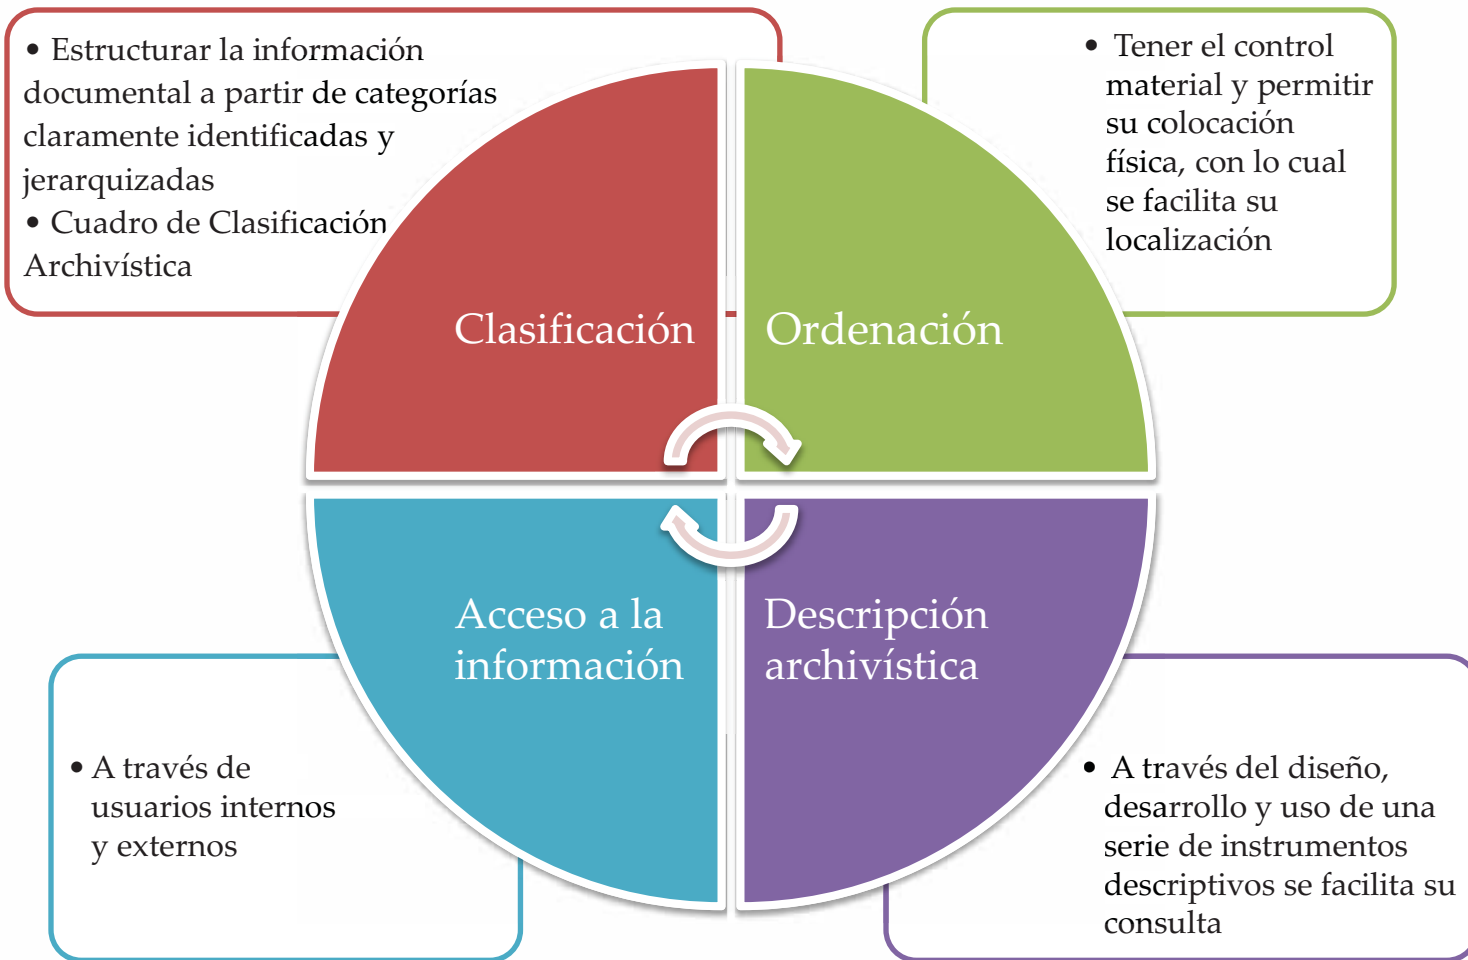 • Estructurar la información
documental a partir de categorías
claramente identificadas y
jerarquizadas
• Cuadro de Clasificación
Archivística
• Tener el control
material y permitir
su colocación
física, con lo cual
se facilita su
localización
Clasificación
Ordenación
Acceso a la
información
Descripción
archivística
• A través de
usuarios internos
y externos
• A través del diseño,
desarrollo y uso de una
serie de instrumentos
descriptivos se facilita su
consulta